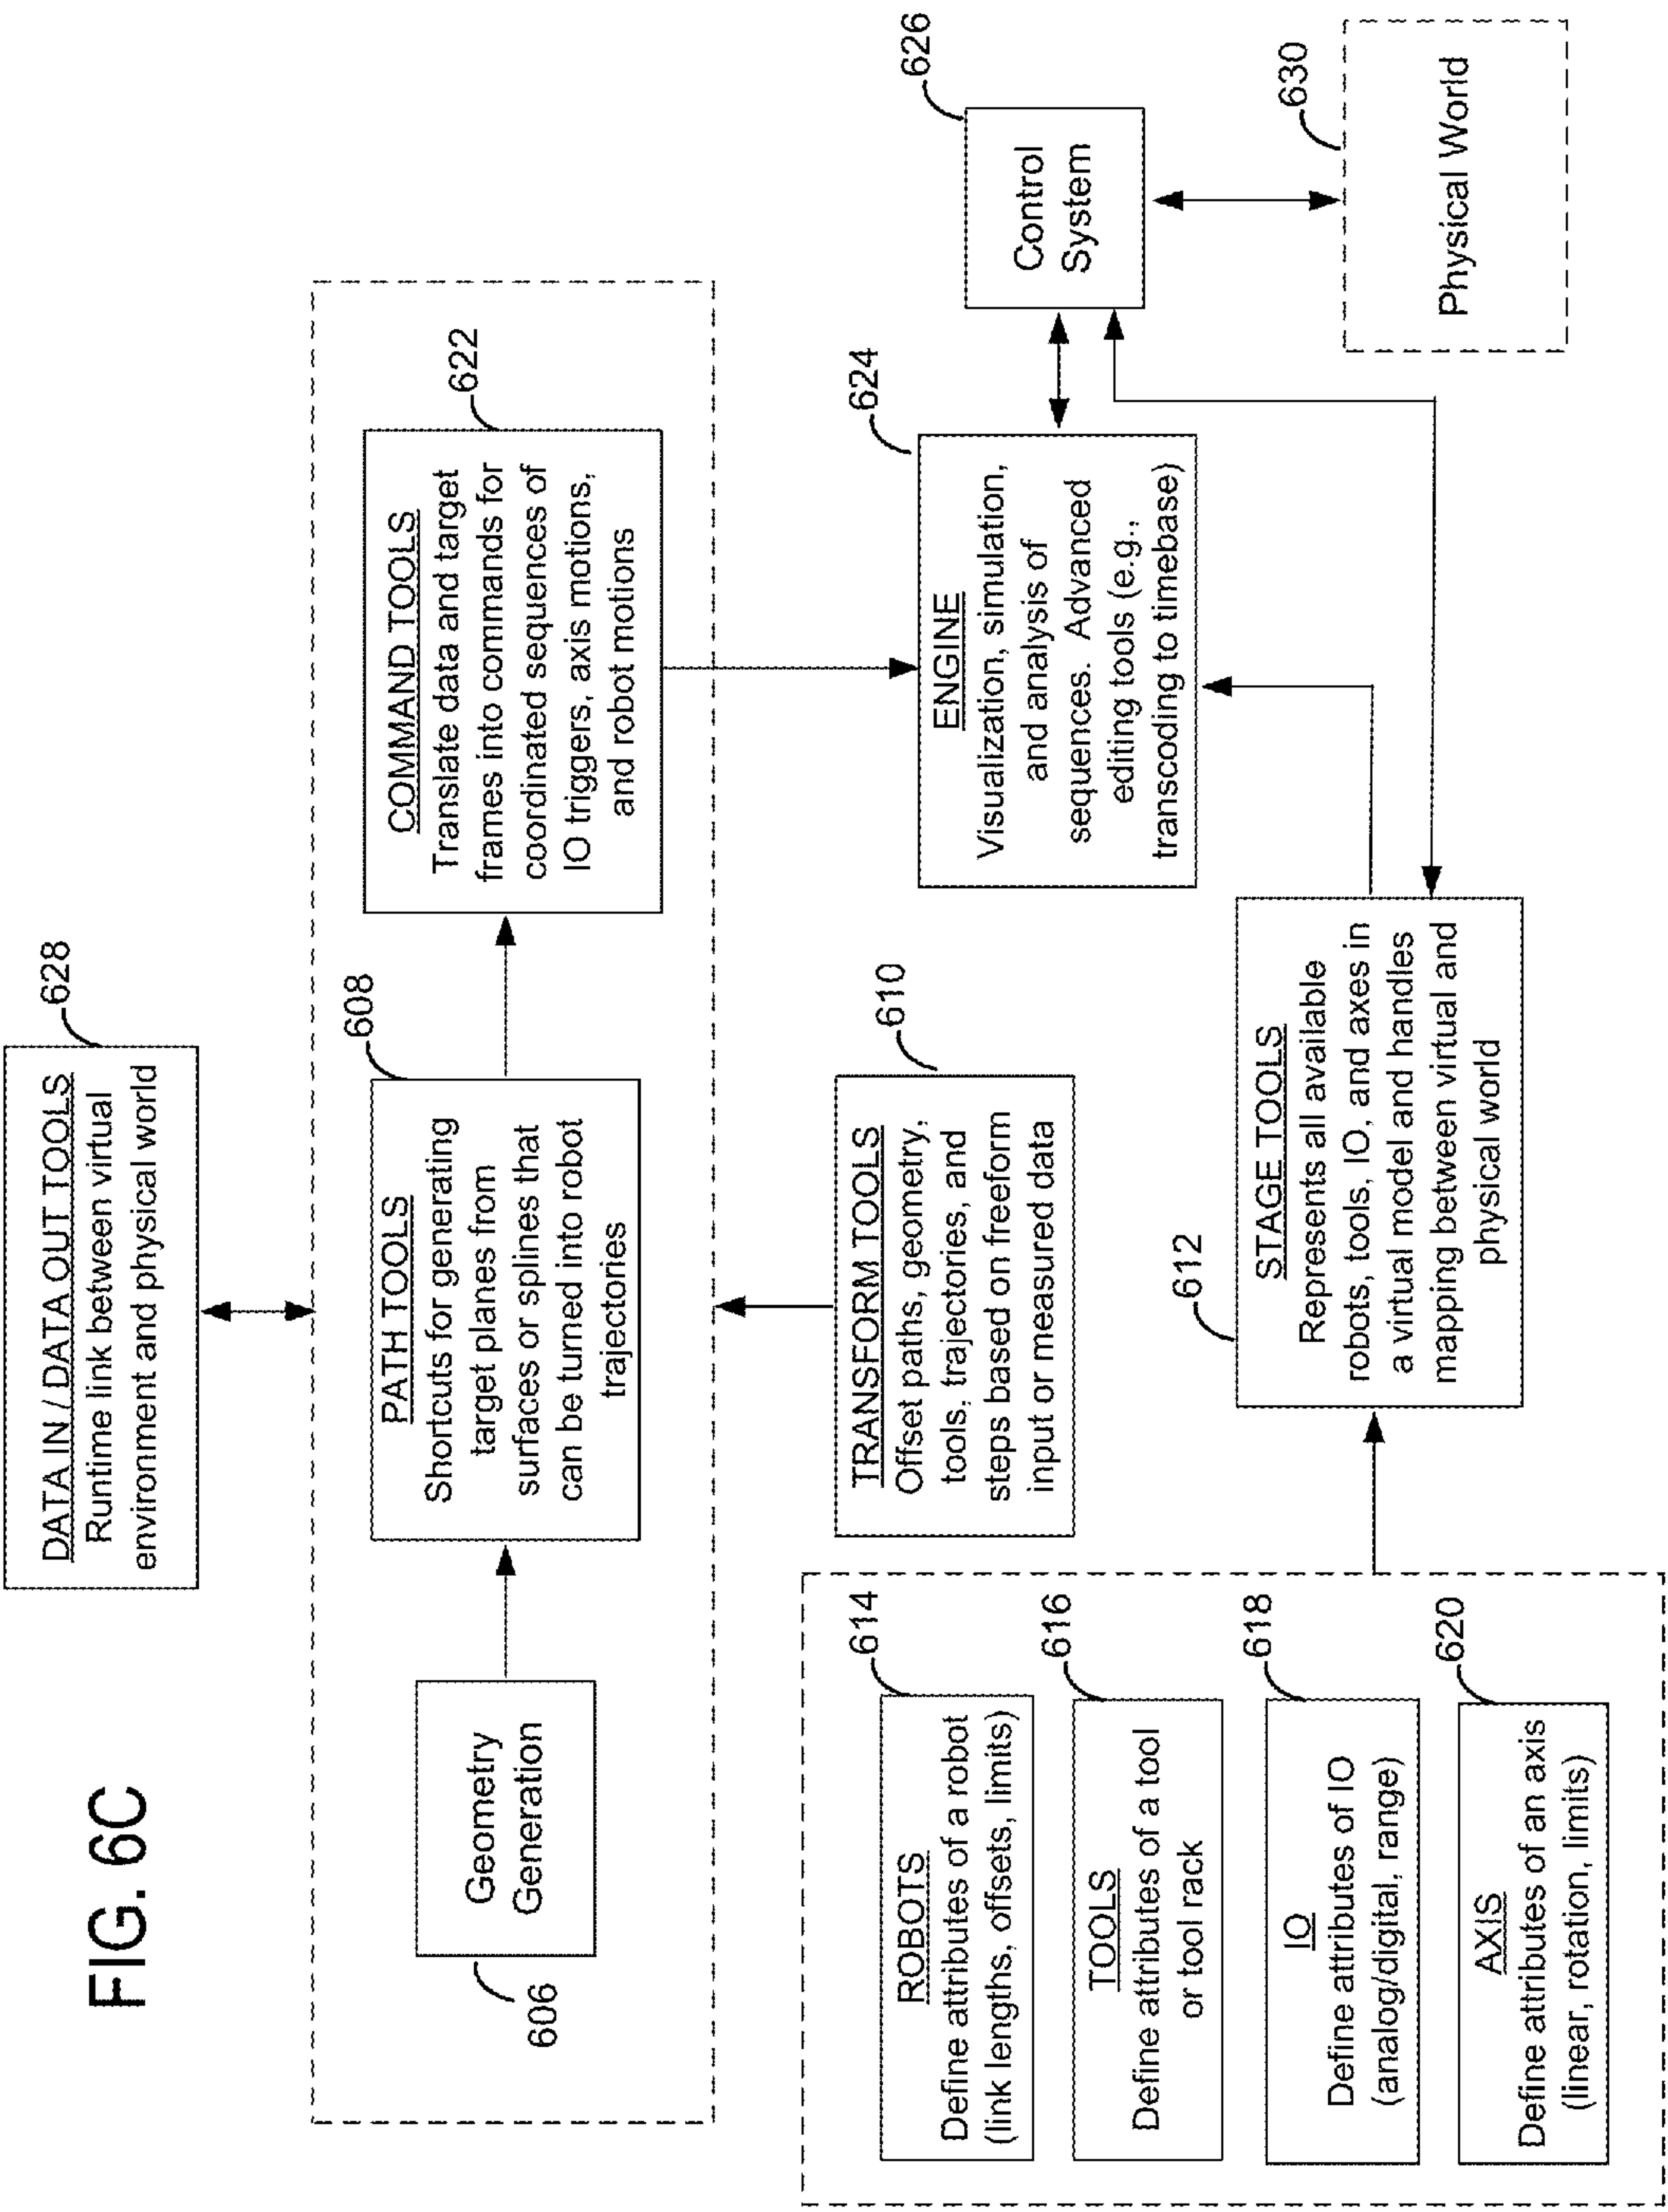 FIG. 6C
DATA IN / DATA OUT TOOLS
Runtime link between virtual
environment and physical world
628
Geometry
Generation
606
PATH TOOLS
Shortcuts for generating
target planes from
surfaces or splines that
can be turned into robot
trajectories
608
COMMAND TOOLS
Translate data and target
frames into commands for
coordinated sequences of
IO triggers, axis motions,
and robot motions
622
TRANSFORM TOOLS
Offset paths, geometry,
tools, trajectories, and
steps based on freeform
input or measured data
610
ENGINE
Visualization, simulation,
and analysis of
sequences. Advanced
editing tools (e.g.,
transcoding to timebase)
624
Control
System
626
ROBOTS
Define attributes of a robot
(link lengths, offsets, limits)
614
TOOLS
Define attributes of a tool
or tool rack
616
IO
Define attributes of IO
(analog/digital, range)
618
AXIS
Define attributes of an axis
(linear, rotation, limits)
620
612
STAGE TOOLS
Represents all available
robots, tools, IO, and axes in
a virtual model and handles
mapping between virtual and
physical world
630
Physical World